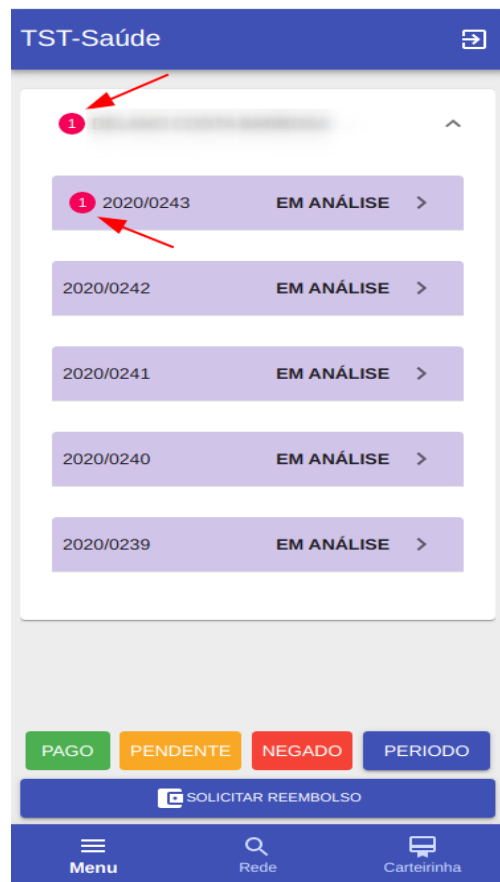 TST-Saúde
1
1 2020/0243 EM ANÁLISE
2020/0242 EM ANÁLISE
2020/0241 EM ANÁLISE
2020/0240 EM ANÁLISE
2020/0239 EM ANÁLISE
PAGO PENDENTE NEGADO PERIODO
SOLICITAR REEMBOLSO
Menu Rede Carteirinha